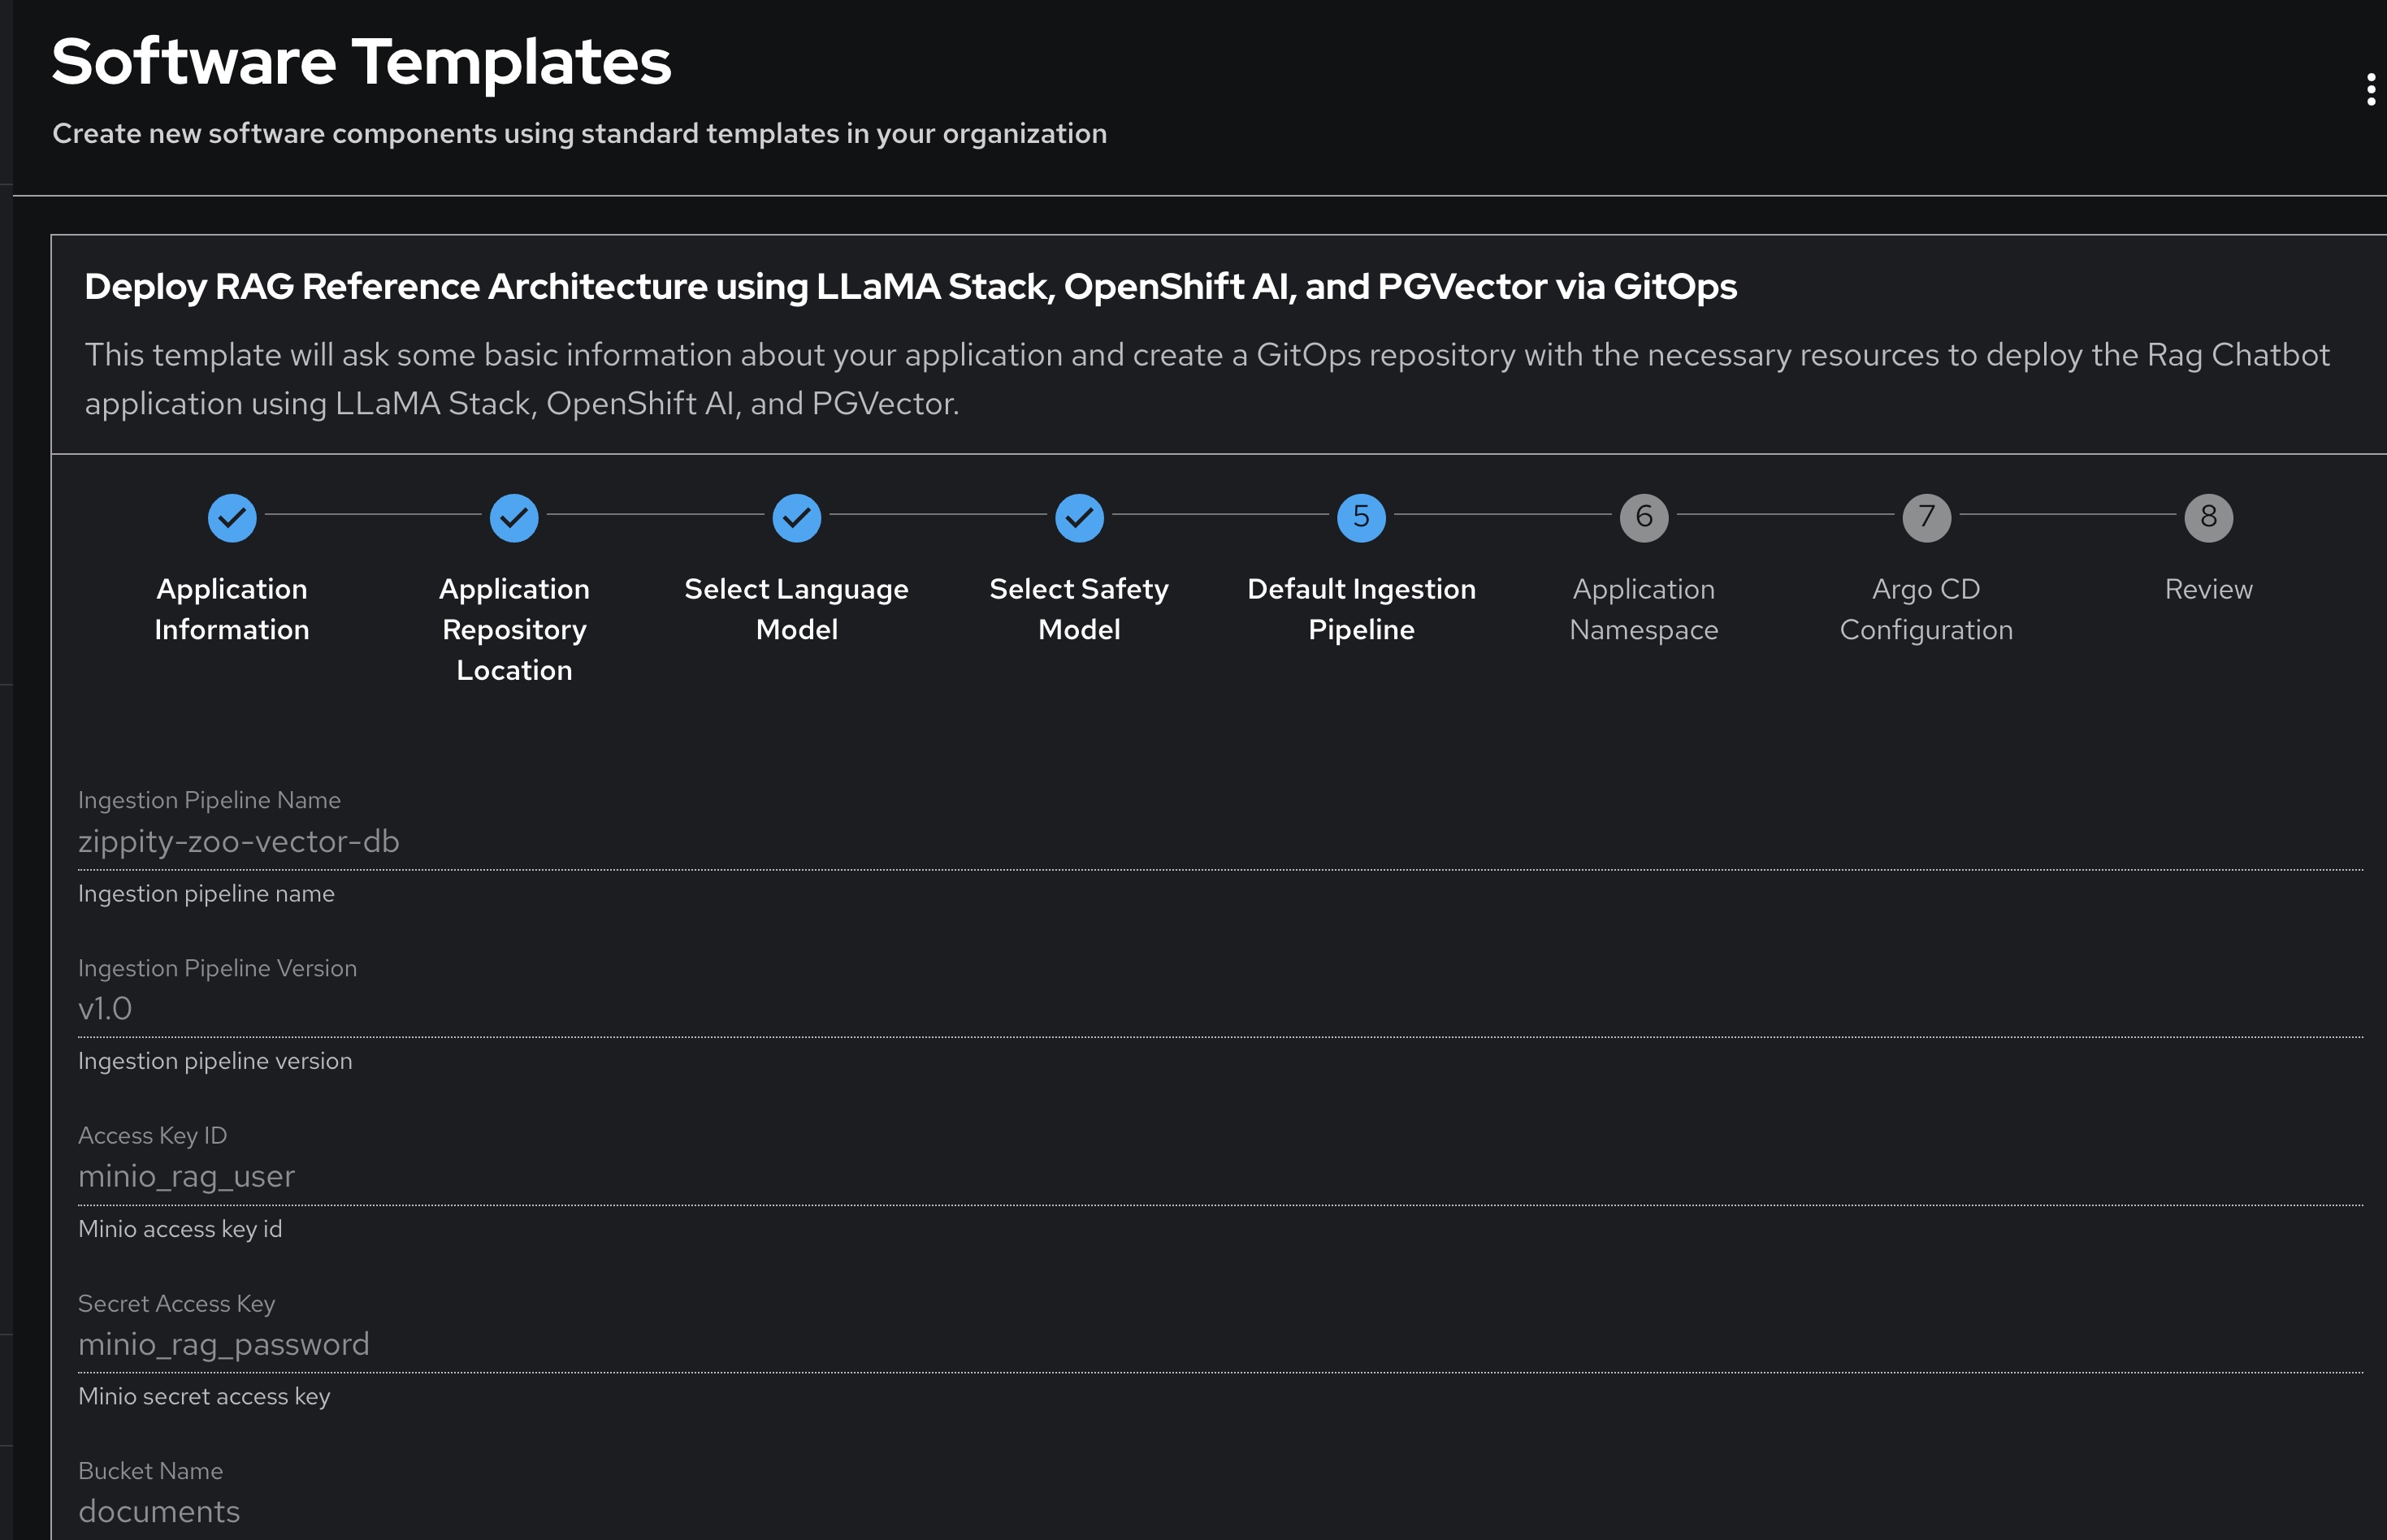 Software Templates
Create new software components using standard templates in your organization
Deploy RAG Reference Architecture using LLaMA Stack, OpenShift AI, and PGVector via GitOps
This template will ask some basic information about your application and create a GitOps repository with the necessary resources to deploy the Rag Chatbot
application using LLaMA Stack, OpenShift AI, and PGVector.
5
6
7
8
Application
Information
Application
Repository
Location
Select Language
Model
Select Safety
Model
Default Ingestion
Pipeline
Application
Namespace
Argo CD
Configuration
Review
Ingestion Pipeline Name
zippity-zoo-vector-db
Ingestion pipeline name
Ingestion Pipeline Version
v1.0
Ingestion pipeline version
Access Key ID
minio_rag_user
Minio access key id
Secret Access Key
minio_rag_password
Minio secret access key
Bucket Name
documents